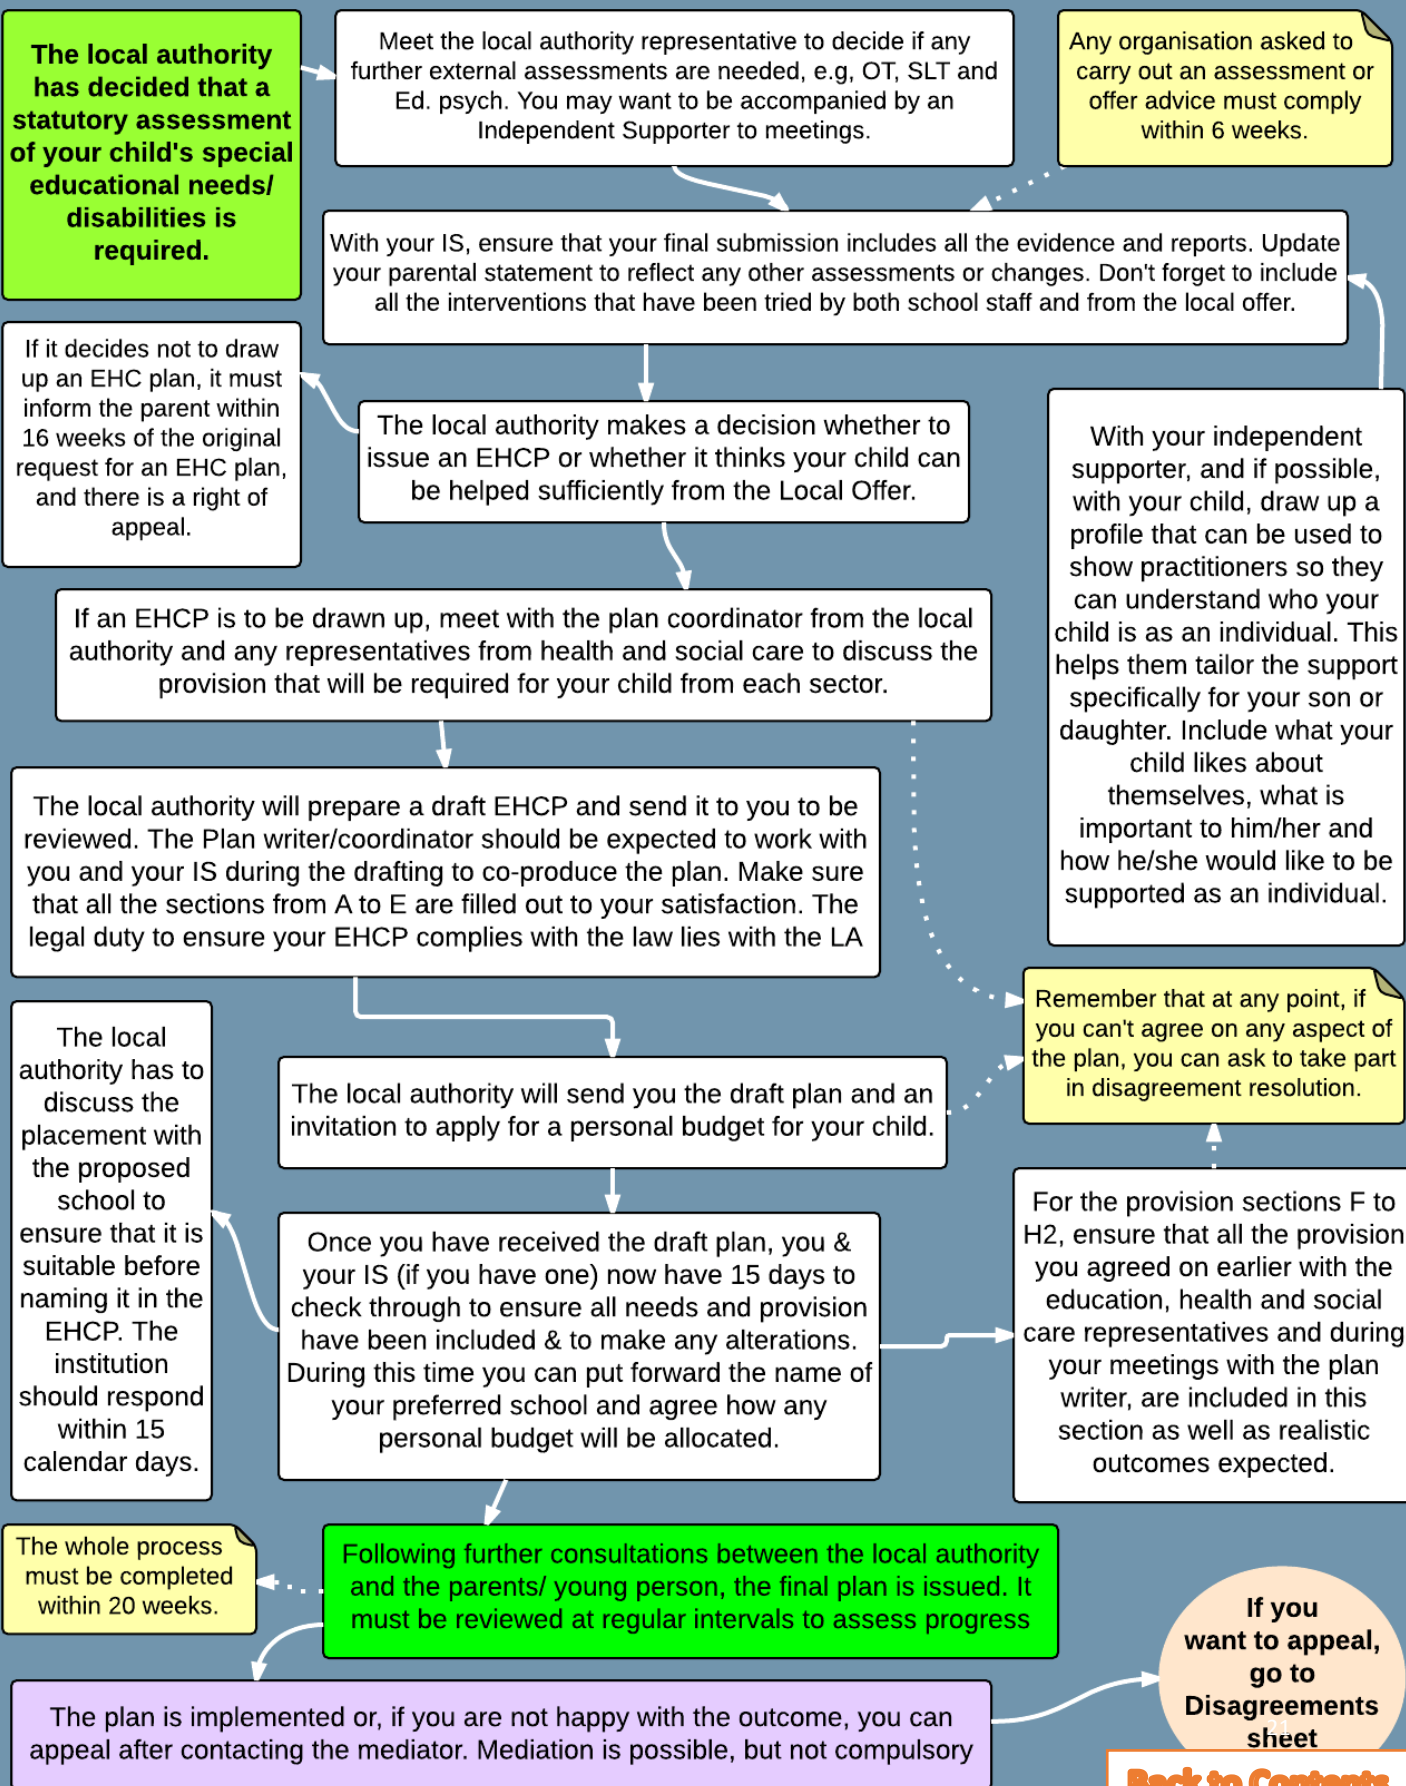 The local authority
has decided that a
statutory assessment
of your child's special
educational needs/
disabilities is
required.
Meet the local authority representative to decide if any
further external assessments are needed, e.g, OT, SLT and
Ed. psych. You may want to be accompanied by an
Independent Supporter to meetings.
Any organisation asked to
carry out an assessment or
offer advice must comply
within 6 weeks.
With your IS, ensure that your final submission includes all the evidence and reports. Update
your parental statement to reflect any other assessments or changes. Don't forget to include
all the interventions that have been tried by both school staff and from the local offer.
If it decides not to draw
up an EHC plan, it must
inform the parent within
16 weeks of the original
request for an EHC plan,
and there is a right of
appeal.
The local authority makes a decision whether to
issue an EHCP or whether it thinks your child can
be helped sufficiently from the Local Offer.
With your independent
supporter, and if possible,
with your child, draw up a
profile that can be used to
show practitioners so they
can understand who your
child is as an individual. This
helps them tailor the support
specifically for your son or
daughter. Include what your
child likes about
themselves, what is
important to him/her and
how he/she would like to be
supported as an individual.
If an EHCP is to be drawn up, meet with the plan coordinator from the local
authority and any representatives from health and social care to discuss the
provision that will be required for your child from each sector.
The local authority will prepare a draft EHCP and send it to you to be
reviewed. The Plan writer/coordinator should be expected to work with
you and your IS during the drafting to co-produce the plan. Make sure
that all the sections from A to E are filled out to your satisfaction. The
legal duty to ensure your EHCP complies with the law lies with the LA
Remember that at any point, if
you can't agree on any aspect of
the plan, you can ask to take part
in disagreement resolution.
The local
authority has to
discuss the
placement with
the proposed
school to
ensure that it is
suitable before
naming it in the
EHCP. The
institution
should respond
within 15
calendar days.
The local authority will send you the draft plan and an
invitation to apply for a personal budget for your child.
Once you have received the draft plan, you &
your IS (if you have one) now have 15 days to
check through to ensure all needs and provision
have been included & to make any alterations.
During this time you can put forward the name of
your preferred school and agree how any
personal budget will be allocated.
For the provision sections F to
H2, ensure that all the provision
you agreed on earlier with the
education, health and social
care representatives and during
your meetings with the plan
writer, are included in this
section as well as realistic
outcomes expected.
The whole process
must be completed
within 20 weeks.
Following further consultations between the local authority
and the parents/ young person, the final plan is issued. It
must be reviewed at regular intervals to assess progress
The plan is implemented or, if you are not happy with the outcome, you can
appeal after contacting the mediator. Mediation is possible, but not compulsory
If you
want to appeal,
go to
Disagreements
sheet
21
Back to Contents